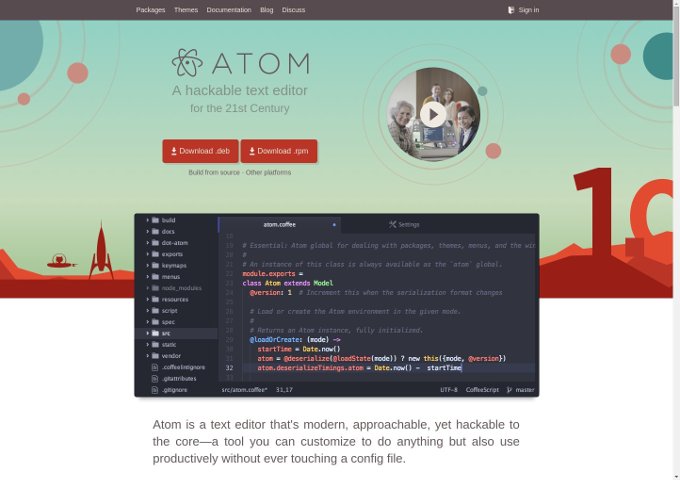 Packages Themes Documentation Blog Discuss Sign in
ATOM
A hackable text editor
for the 21st Century
Download .deb Download .rpm
Build from source · Other platforms
10
build
docs
dot-atom
exports
keymaps
menus
node_modules
resources
script
spec
src
static
vendor
.coffeelintignore
.gitattributes
.gitignore
atom.coffee Settings
18
19 # Essential: Atom global for dealing with packages, themes, menus, and the win
20 #
21 # An instance of this class is always available as the `atom` global.
22 module.exports =
23 class Atom extends Model
24 @version: 1 # Increment this when the serialization format changes
25
26 # Load or create the Atom environment in the given mode.
27 #
28 # Returns an Atom instance, fully initialized.
29 @loadOrCreate: (mode) ->
30 startTime = Date.now()
31 atom = @deserialize(@loadState(mode)) ? new this({mode, @version})
32 atom.deserializeTimings.atom = Date.now() - startTime
33
src/atom.coffee* 31,17 UTF-8 CoffeeScript master
Atom is a text editor that's modern, approachable, yet hackable to
the core—a tool you can customize to do anything but also use
productively without ever touching a config file.